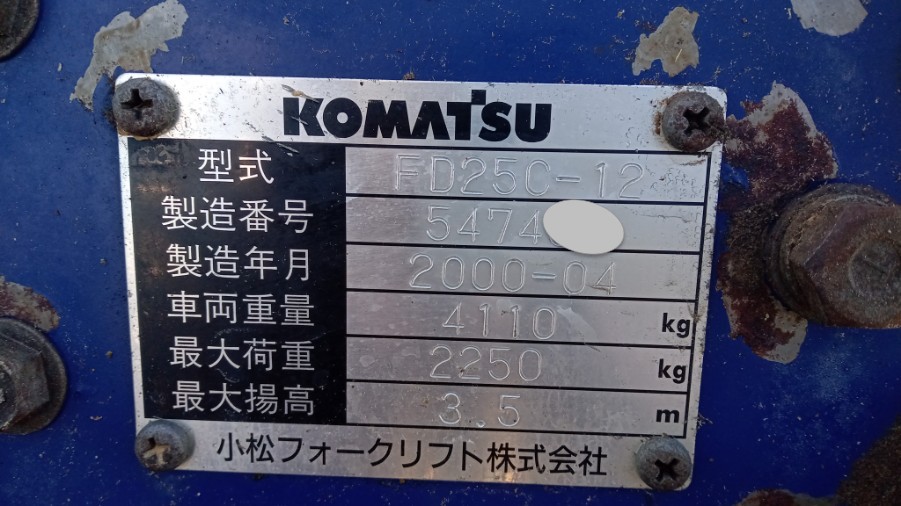 KOMATSU
型式 FD25C-12
製造番号 5474
製造年月 2000-04
車両重量 4110 kg
最大荷重 2250 kg
最大揚高 3.5 m
小松フォークリフト株式会社